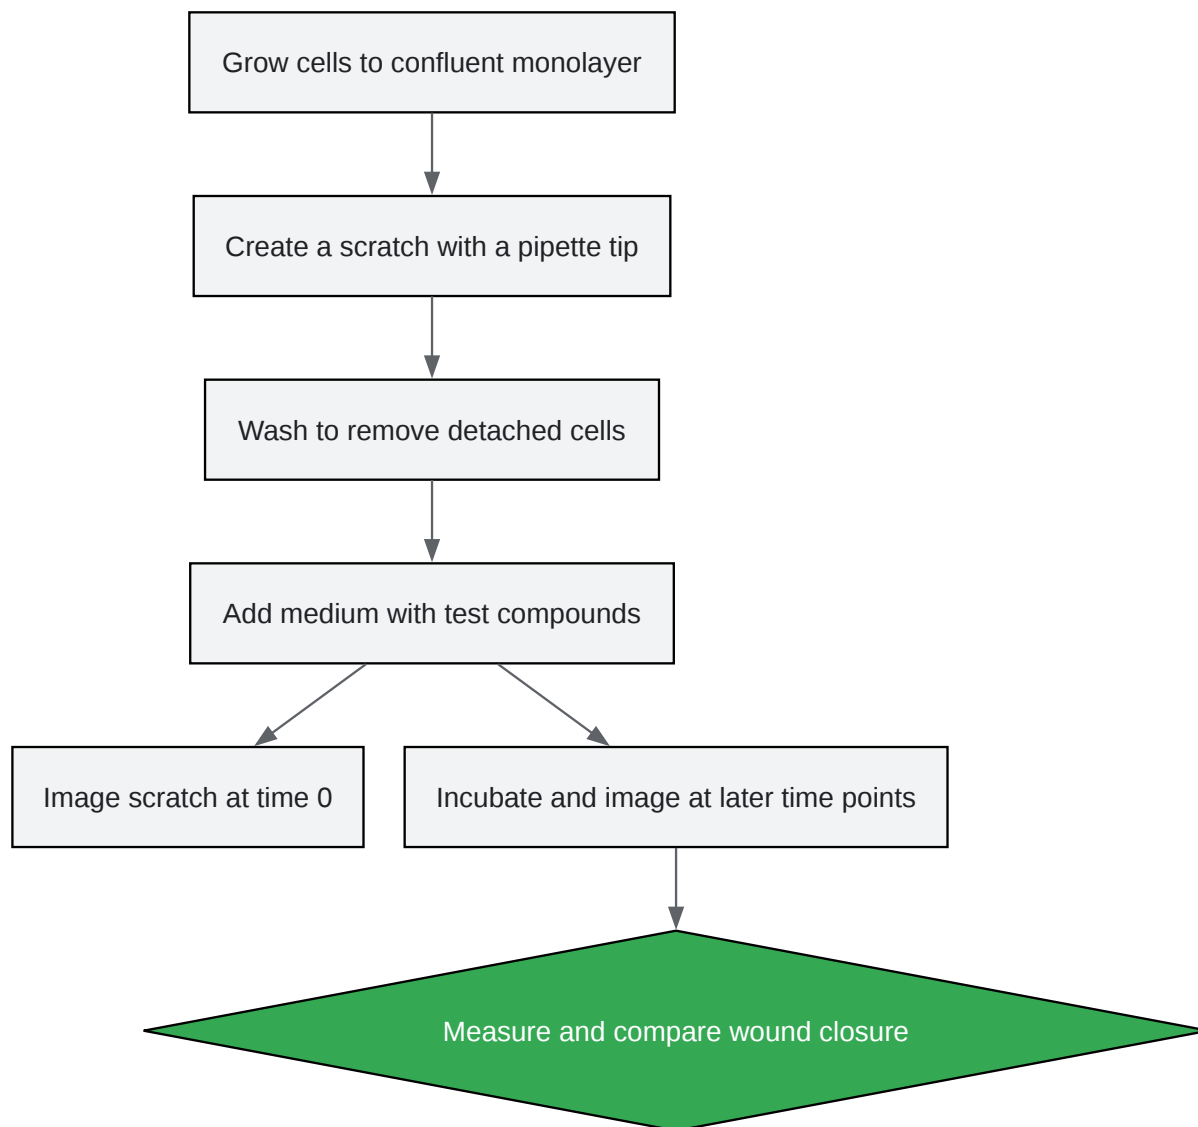 Grow cells to confluent monolayer
Create a scratch with a pipette tip
Wash to remove detached cells
Add medium with test compounds
Image scratch at time 0
Incubate and image at later time points
Measure and compare wound closure